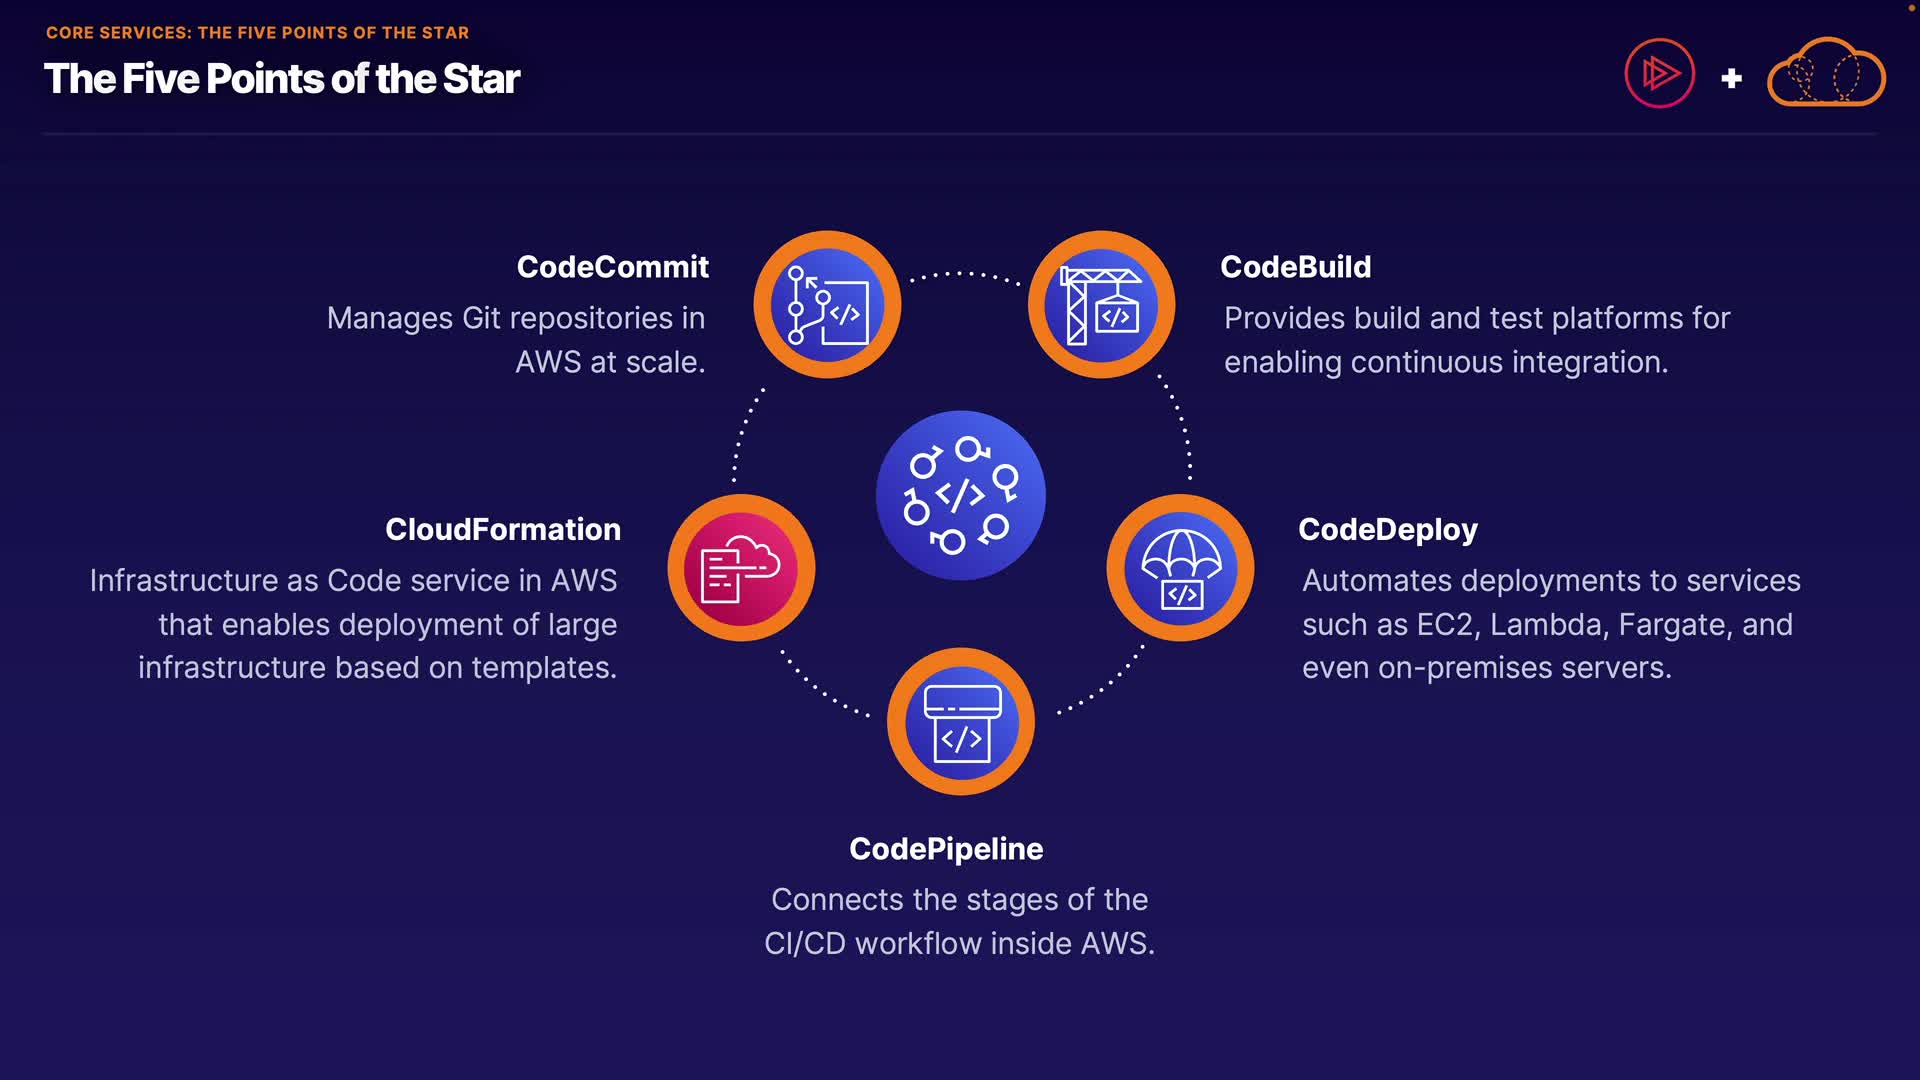 CORE SERVICES: THE FIVE POINTS OF THE STAR
The Five Points of the Star
+
CodeCommit
Manages Git repositories in
AWS at scale.
</>
CodeBuild
Provides build and test platforms for
enabling continuous integration.
</>
</>
CloudFormation
Infrastructure as Code service in AWS
that enables deployment of large
infrastructure based on templates.
CodeDeploy
Automates deployments to services
such as EC2, Lambda, Fargate, and
even on-premises servers.
</>
</>
CodePipeline
Connects the stages of the
CI/CD workflow inside AWS.